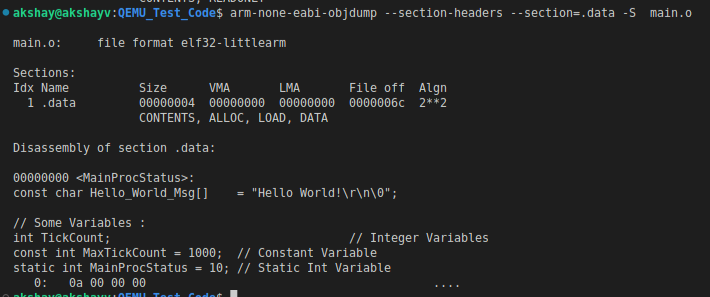 akshay@akshayv:QEMU_Test_Code$ arm-none-eabi-objdump --section-headers --section=.data -S  main.o

main.o:     file format elf32-littlearm

Sections:
Idx Name          Size      VMA       LMA       File off  Algn
  1 .data         00000004  00000000  00000000  0000006c  2**2
                  CONTENTS, ALLOC, LOAD, DATA

Disassembly of section .data:

00000000 <MainProcStatus>:
const char Hello_World_Msg[]    = "Hello World!\r\n\0";

// Some Variables :
int TickCount;                                   // Integer Variables
const int MaxTickCount = 1000;  // Constant Variable
static int MainProcStatus = 10; // Static Int Variable
   0:   0a 00 00 00                                         ....
akshay@akshayv:QEMU_Test_Code$